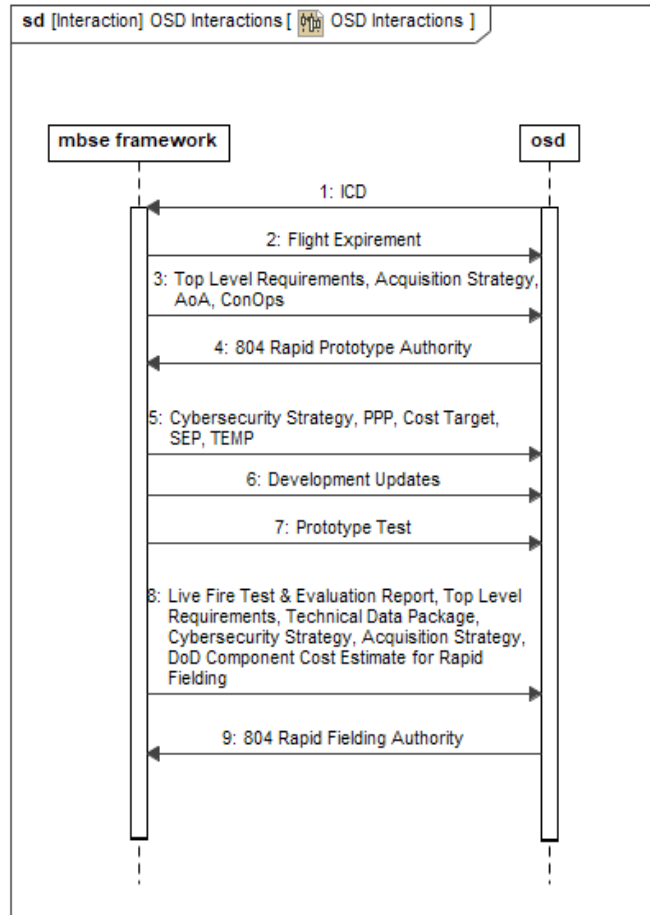 sd [Interaction] OSD Interactions [ OSD Interactions ]
mbse framework
osd
1: ICD
2: Flight Expirement
3: Top Level Requirements, Acquisition Strategy,
AoA, ConOps
4: 804 Rapid Prototype Authority
5: Cybersecurity Strategy, PPP, Cost Target,
SEP, TEMP
6: Development Updates
7: Prototype Test
8: Live Fire Test & Evaluation Report, Top Level
Requirements, Technical Data Package,
Cybersecurity Strategy, Acquisition Strategy,
DoD Component Cost Estimate for Rapid
Fielding
9: 804 Rapid Fielding Authority